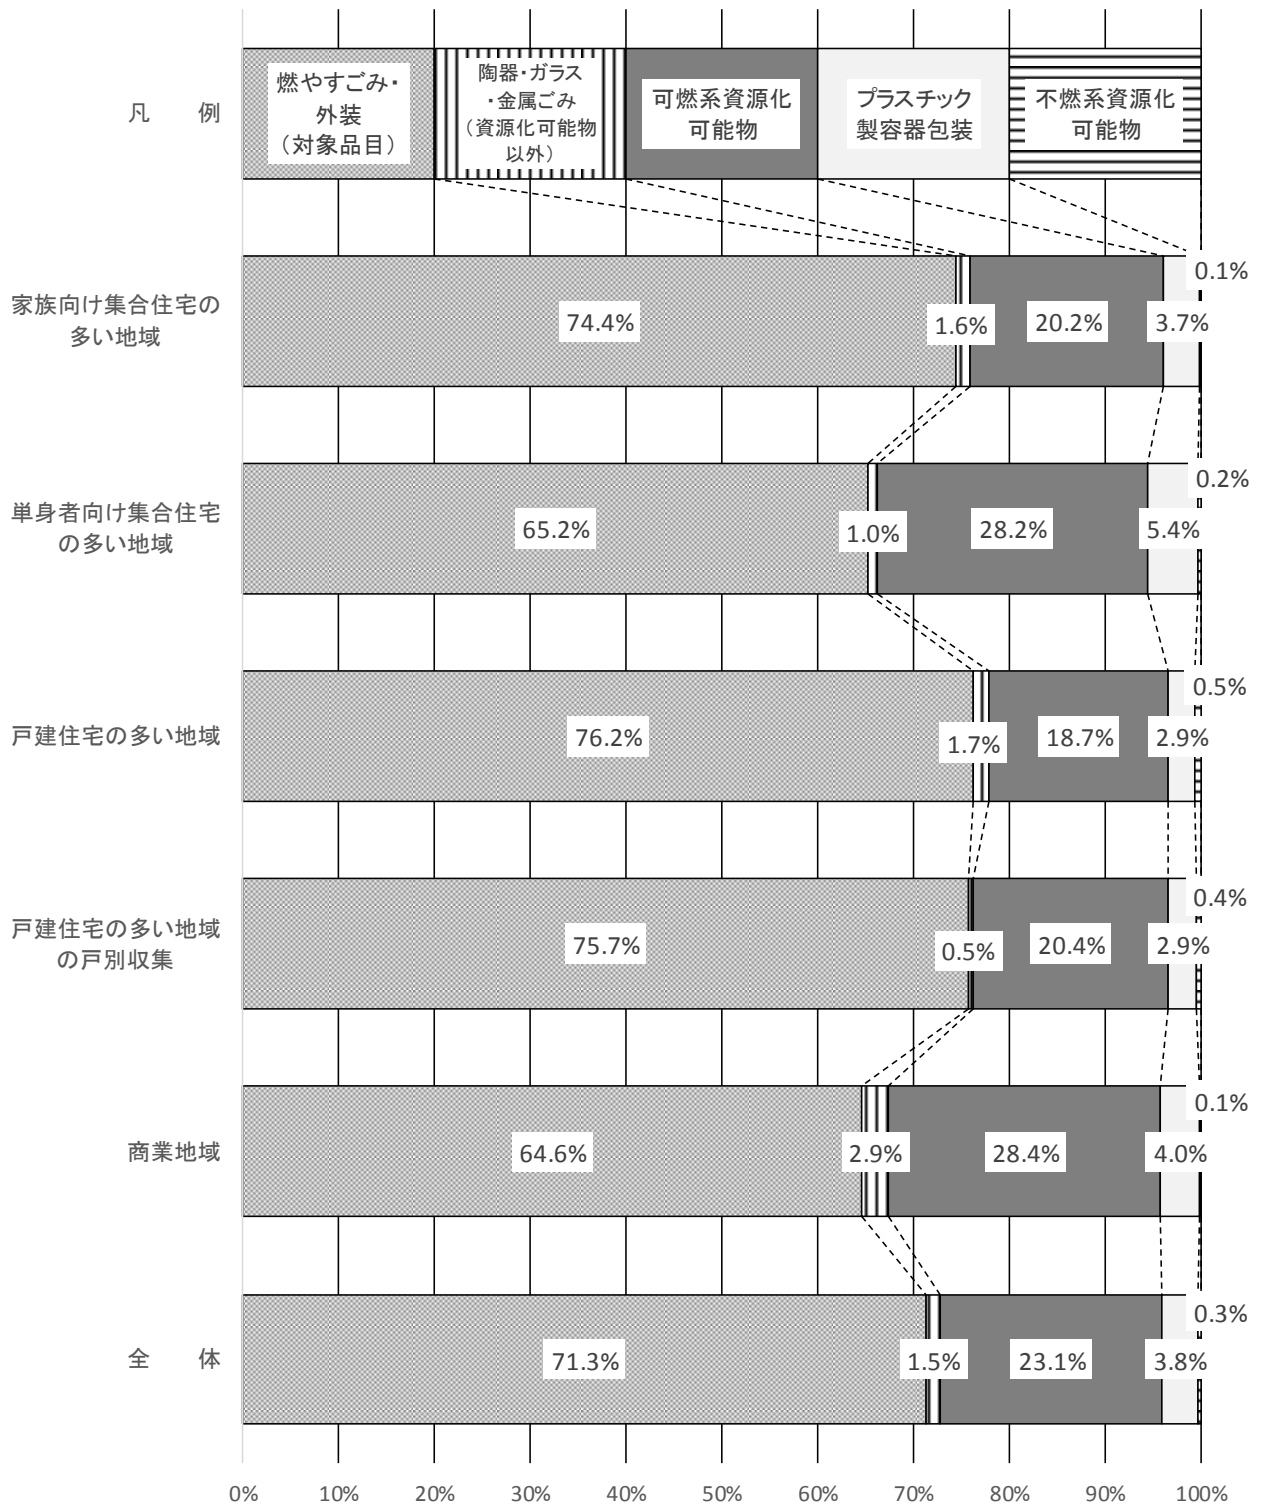 凡　例
燃やすごみ・
外装
（対象品目）
陶器・ガラス
・金属ごみ
（資源化可能物
以外）
可燃系資源化
可能物
プラスチック
製容器包装
不燃系資源化
可能物
家族向け集合住宅の
多い地域
74.4%
1.6%
20.2%
3.7%
0.1%
単身者向け集合住宅
の多い地域
65.2%
1.0%
28.2%
5.4%
0.2%
戸建住宅の多い地域
76.2%
1.7%
18.7%
2.9%
0.5%
戸建住宅の多い地域
の戸別収集
75.7%
0.5%
20.4%
2.9%
0.4%
商業地域
64.6%
2.9%
28.4%
4.0%
0.1%
全　体
71.3%
1.5%
23.1%
3.8%
0.3%
0% 10% 20% 30% 40% 50% 60% 70% 80% 90% 100%